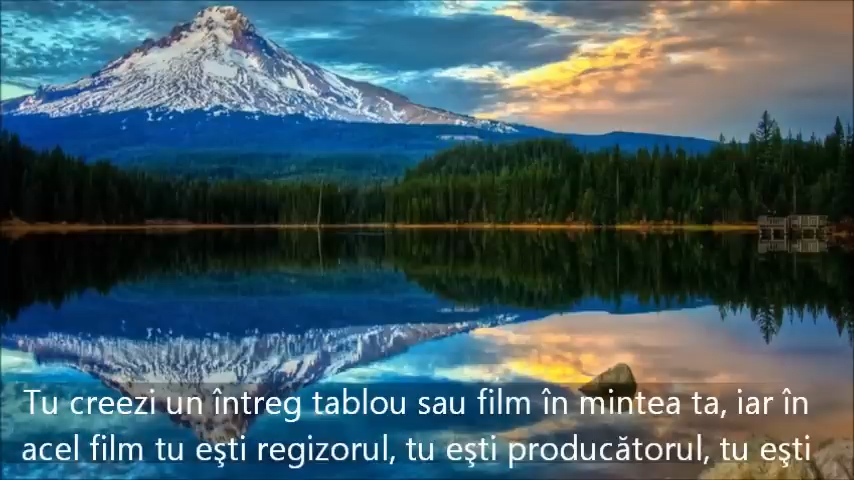 Tu creezi un întreg tablou sau film în mintea ta, iar în
acel film tu eşti regizorul, tu eşti producătorul, tu eşti